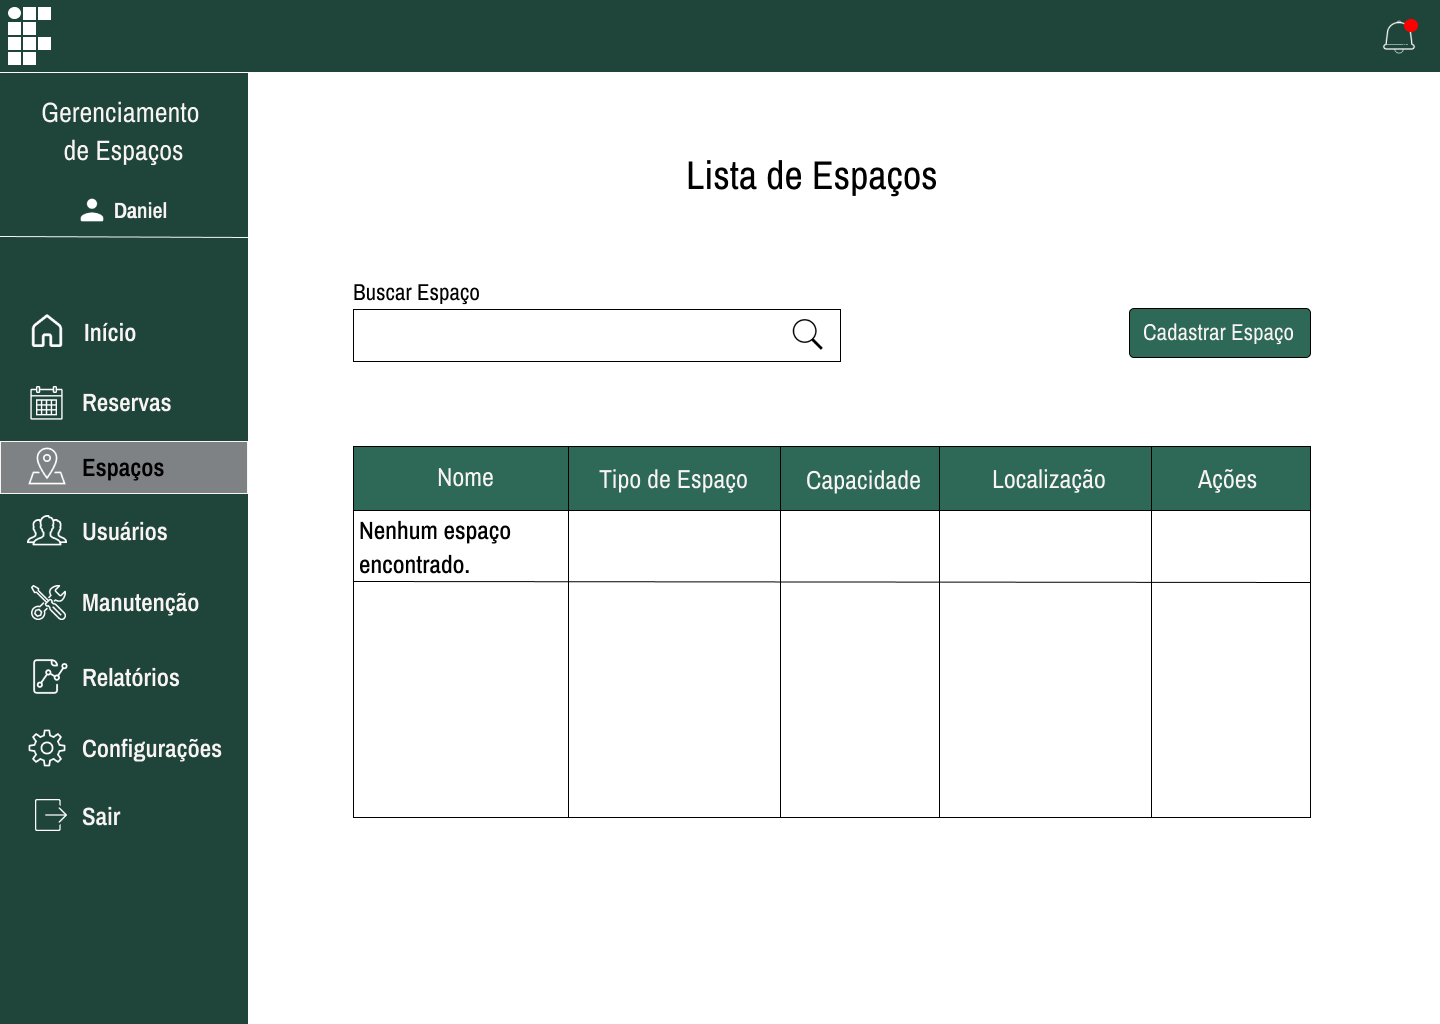 Gerenciamento
de Espaços
Daniel
Início
Reservas
Espaços
Usuários
Manutenção
Relatórios
Configurações
Sair
Lista de Espaços
Buscar Espaço
Cadastrar Espaço
Nome Tipo de Espaço Capacidade Localização Ações
Nenhum espaço
encontrado.